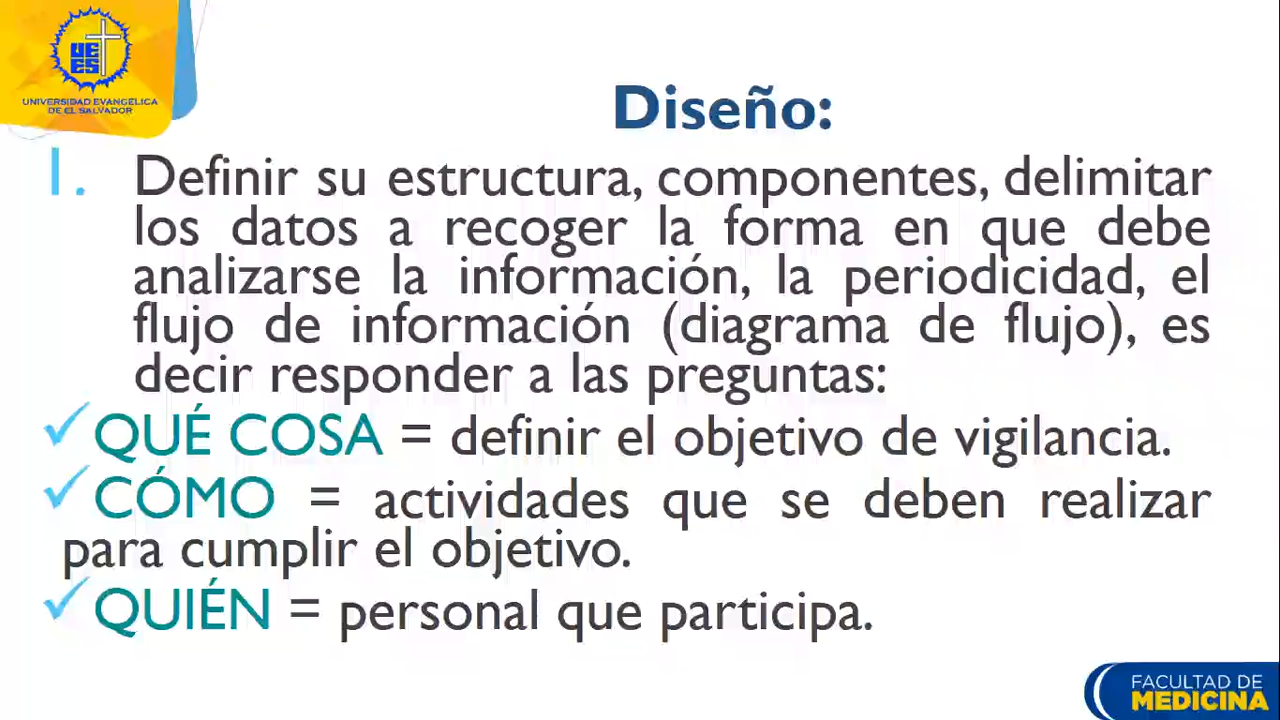 UE
ES
UNIVERSIDAD EVANGÉLICA
DE EL SALVADOR
Diseño:
1. Definir su estructura, componentes, delimitar
los datos a recoger la forma en que debe
analizarse la información, la periodicidad, el
flujo de información (diagrama de flujo), es
decir responder a las preguntas:
✓QUÉ COSA = definir el objetivo de vigilancia.
✓CÓMO = actividades que se deben realizar
para cumplir el objetivo.
✓QUIÉN = personal que participa.
FACULTAD DE
MEDICINA